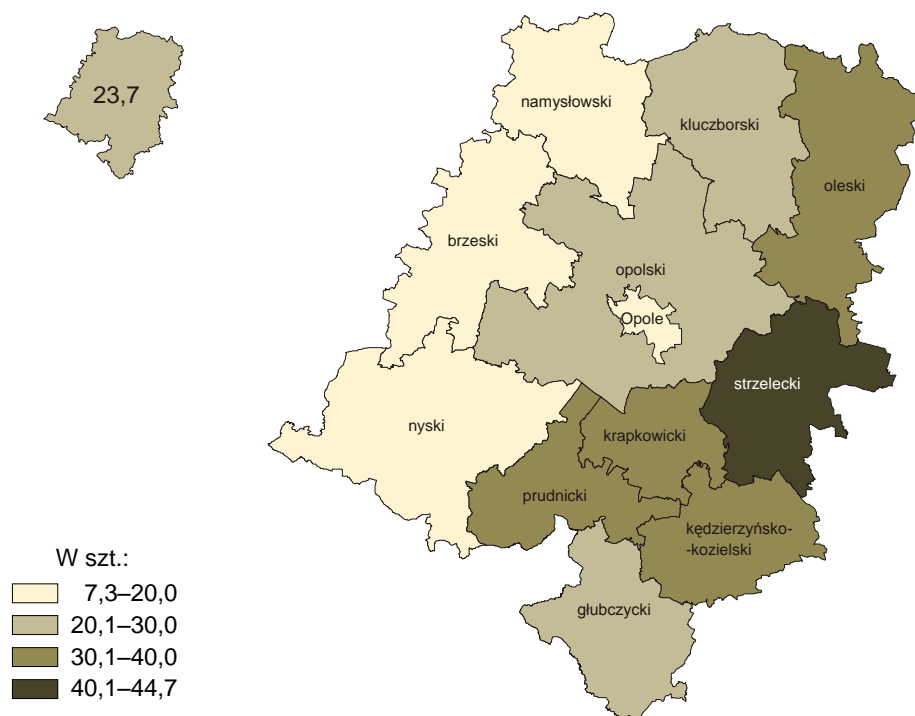 23,7
namysłowski
kluczborski
oleski
brzeski
opolski
Opole
strzelecki
nyski
krapkowicki
prudnicki
kędzierzyńsko-
-kozielski
głubczycki
W szt.:
7,3–20,0
20,1–30,0
30,1–40,0
40,1–44,7